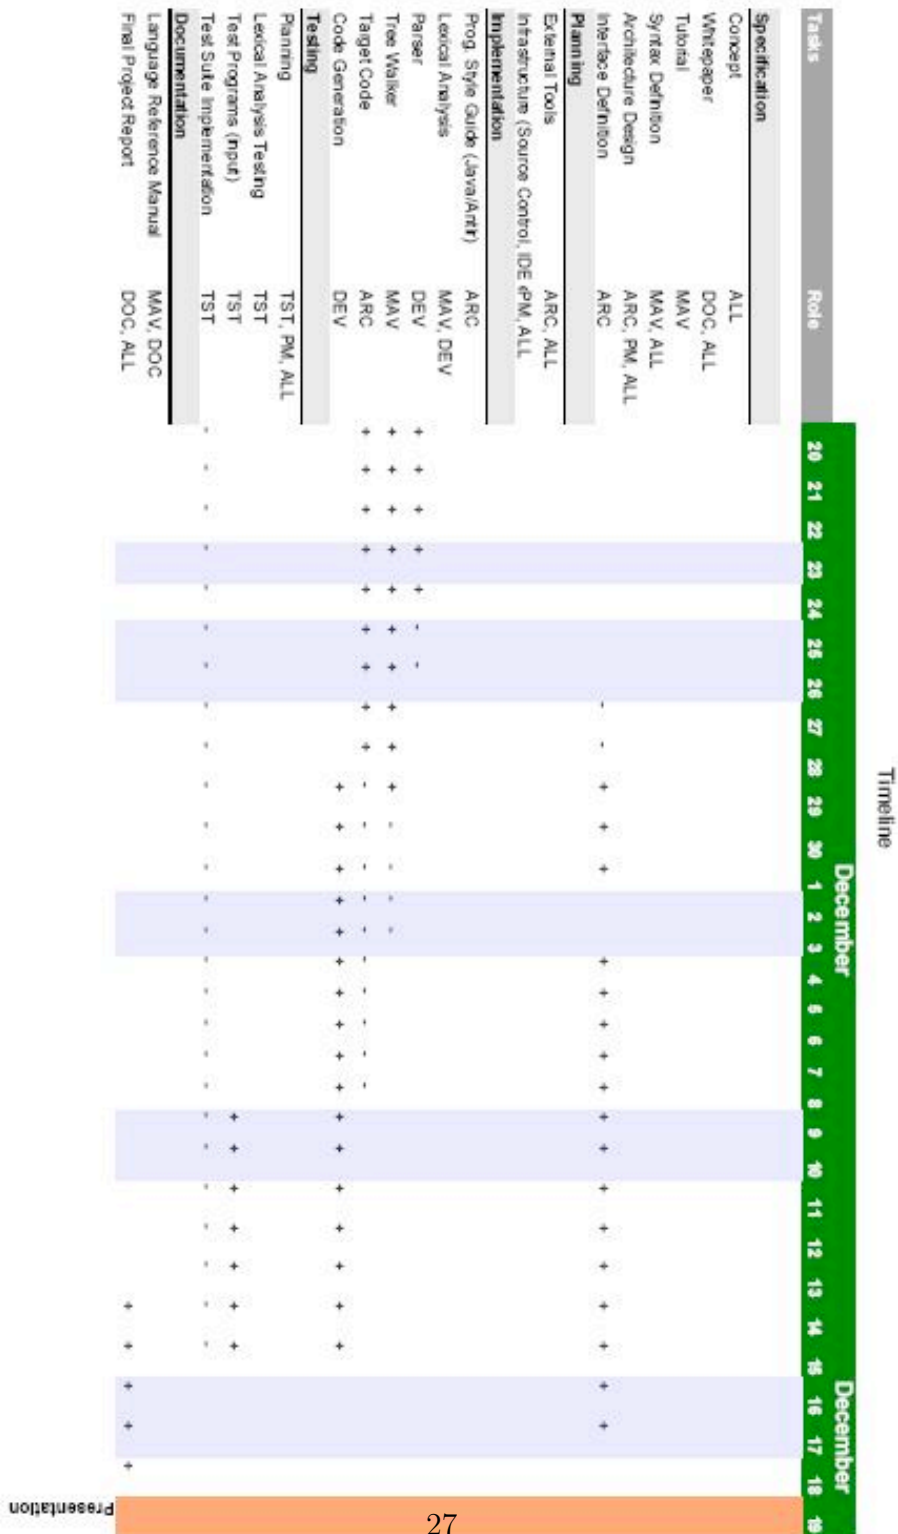 Timeline
December December
Tasks Role 20 21 22 23 24 25 26 27 28 29 30 1 2 3 4 5 6 7 8 9 10 11 12 13 14 15 16 17 18 19
Specification
Concept ALL
Whitepaper DOC, ALL
Tutorial MAV
Syntax Definition MAV, ALL
Architecture Design ARC, PM, ALL
Interface Definition ARC
Planning
External Tools ARC, ALL
Infrastructure (Source Control, IDE PM, ALL
Implementation
Prog. Style Guide (Java/Antlr) ARC
Lexical Analysis MAV, DEV
Parser DEV
Tree Walker MAV
Target Code ARC
Code Generation DEV
Testing
Planning TST, PM, ALL
Lexical Analysis Testing TST
Test Programs (Input) TST
Test Suite Implementation TST
Documentation
Language Reference Manual MAV, DOC
Final Project Report DOC, ALL
Presentation
27